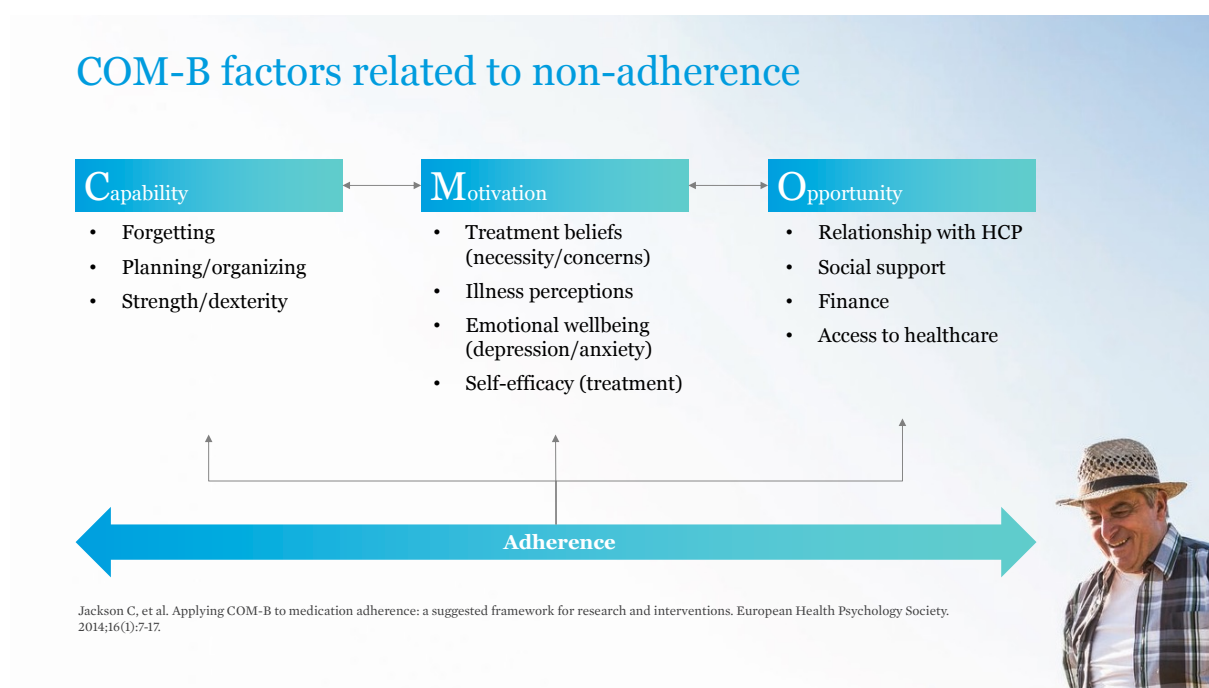 COM-B factors related to non-adherence
Capability
• Forgetting
• Planning/organizing
• Strength/dexterity
Motivation
• Treatment beliefs
(necessity/concerns)
• Illness perceptions
• Emotional wellbeing
(depression/anxiety)
• Self-efficacy (treatment)
Opportunity
• Relationship with HCP
• Social support
• Finance
• Access to healthcare
Adherence
Jackson C, et al. Applying COM-B to medication adherence: a suggested framework for research and interventions. European Health Psychology Society.
2014;16(1):7-17.